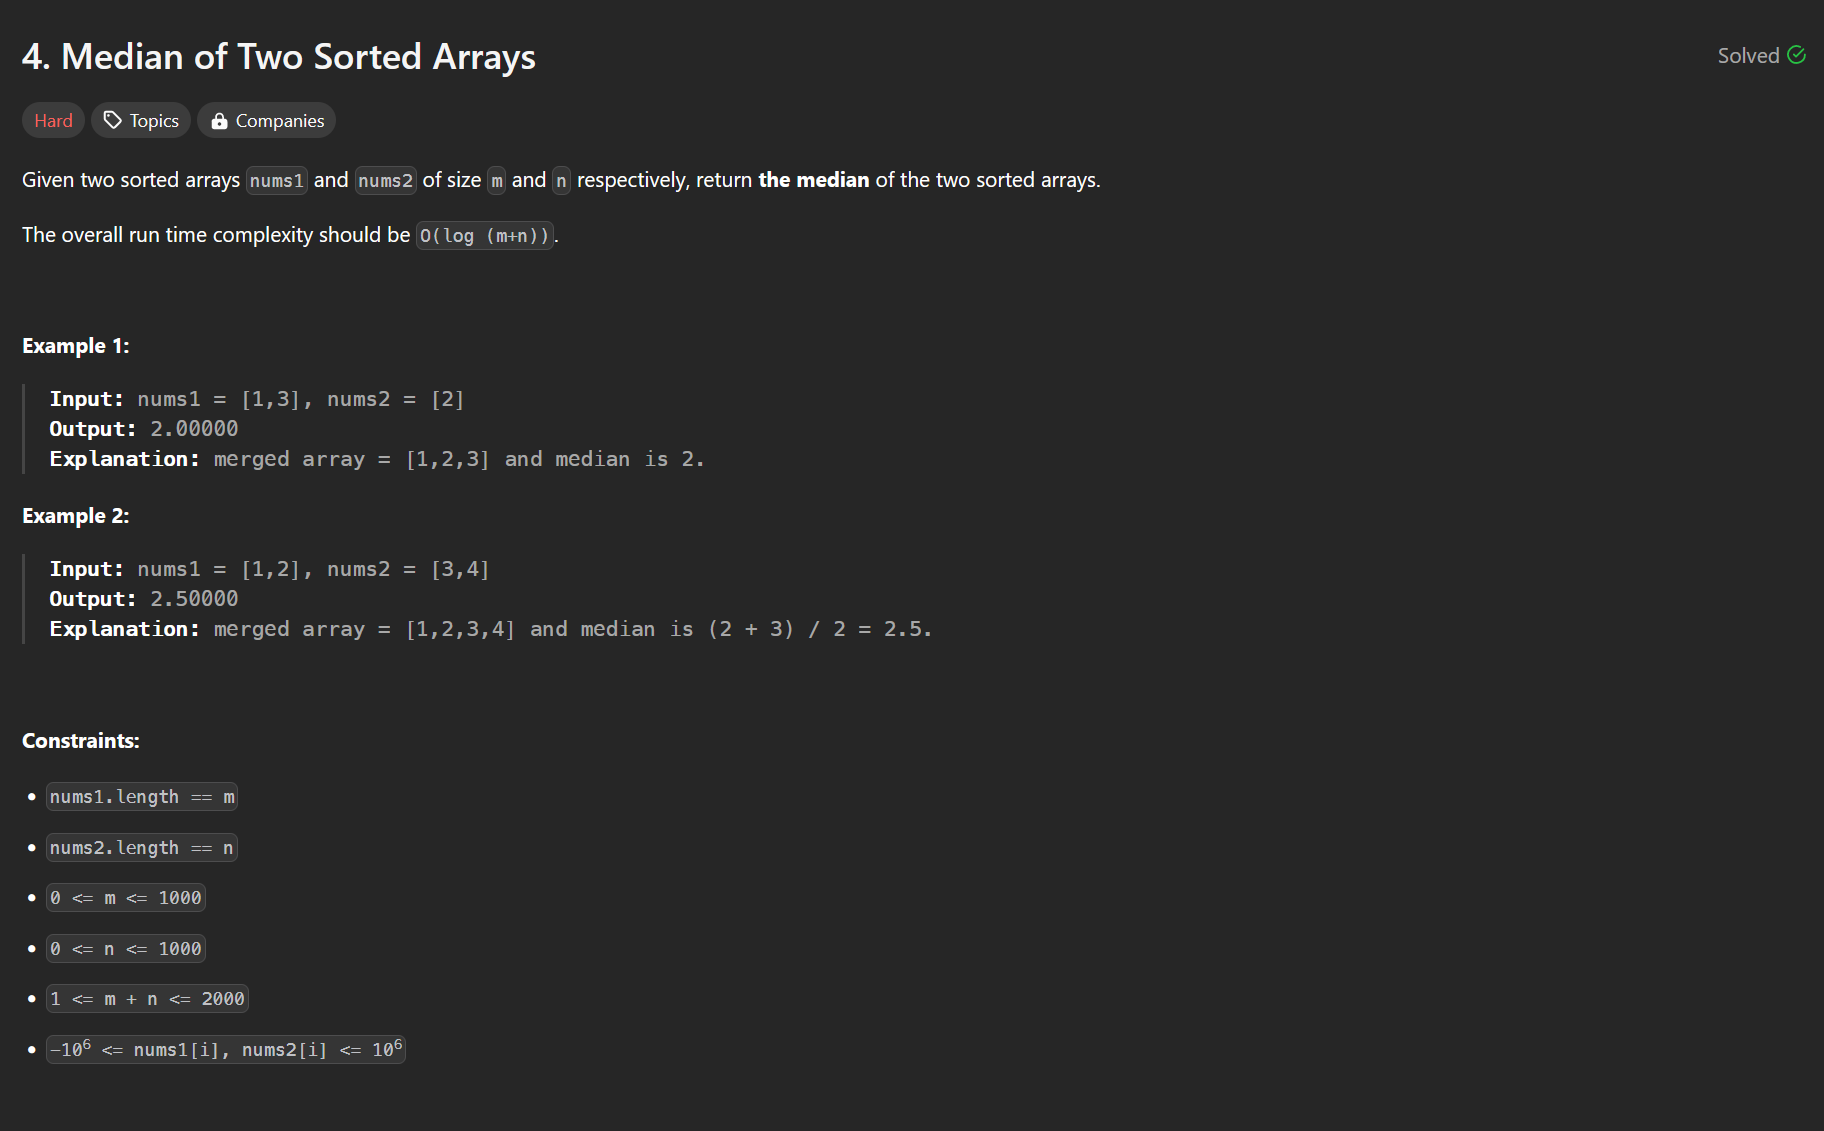 4. Median of Two Sorted Arrays
Solved
Hard Topics Companies
Given two sorted arrays nums1 and nums2 of size m and n respectively, return the median of the two sorted arrays.
The overall run time complexity should be O(log (m+n)).
Example 1:
Input: nums1 = [1,3], nums2 = [2]
Output: 2.00000
Explanation: merged array = [1,2,3] and median is 2.
Example 2:
Input: nums1 = [1,2], nums2 = [3,4]
Output: 2.50000
Explanation: merged array = [1,2,3,4] and median is (2 + 3) / 2 = 2.5.
Constraints:
• nums1.length == m
• nums2.length == n
• 0 <= m <= 1000
• 0 <= n <= 1000
• 1 <= m + n <= 2000
• -10⁶ <= nums1[i], nums2[i] <= 10⁶